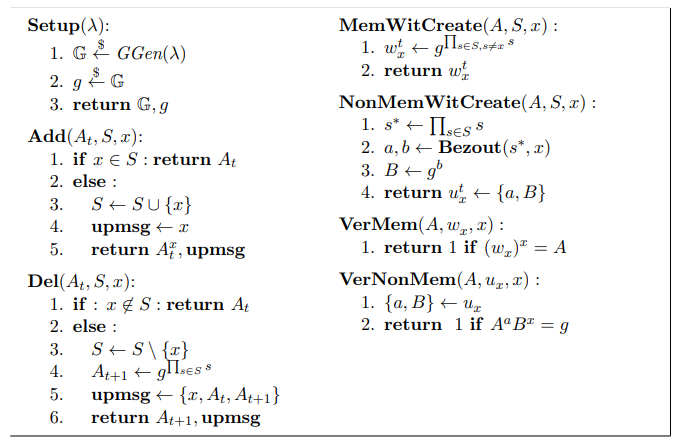 Setup(λ):
1. 𝔾 $← GGen(λ)
2. g $← 𝔾
3. return 𝔾, g
Add(A_t, S, x):
1. if x ∈ S : return A_t
2. else :
3. S ← S ∪ {x}
4. upmsg ← x
5. return A_t^x, upmsg
Del(A_t, S, x):
1. if : x ∉ S : return A_t
2. else :
3. S ← S \ {x}
4. A_{t+1} ← g^{∏_{s∈S} s}
5. upmsg ← {x, A_t, A_{t+1}}
6. return A_{t+1}, upmsg
MemWitCreate(A, S, x) :
1. w_x^t ← g^{∏_{s∈S,s≠x} s}
2. return w_x^t
NonMemWitCreate(A, S, x) :
1. s* ← ∏_{s∈S} s
2. a, b ← Bezout(s*, x)
3. B ← g^b
4. return u_x^t ← {a, B}
VerMem(A, w_x, x) :
1. return 1 if (w_x)^x = A
VerNonMem(A, u_x, x) :
1. {a, B} ← u_x
2. return 1 if A^a B^x = g